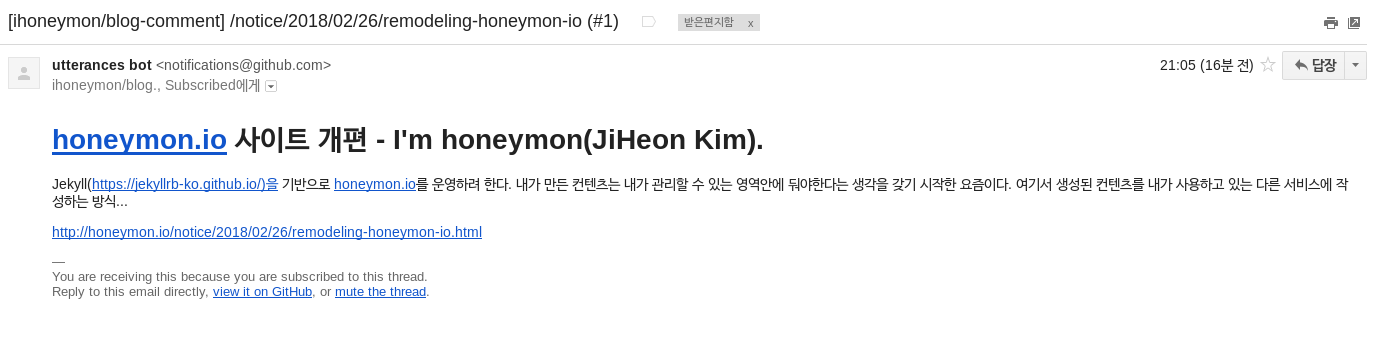 [ihoneymon/blog-comment] /notice/2018/02/26/remodeling-honeymon-io (#1) 받은편지함 x
utterances bot <notifications@github.com> 21:05 (16분 전) 답장
ihoneymon/blog., Subscribed에게
honeymon.io 사이트 개편 - I'm honeymon(JiHeon Kim).
Jekyll(https://jekyllrb-ko.github.io/)을 기반으로 honeymon.io를 운영하려 한다. 내가 만든 컨텐츠는 내가 관리할 수 있는 영역안에 둬야한다는 생각을 갖기 시작한 요즘이다. 여기서 생성된 컨텐츠를 내가 사용하고 있는 다른 서비스에 작
성하는 방식...
http://honeymon.io/notice/2018/02/26/remodeling-honeymon-io.html
—
You are receiving this because you are subscribed to this thread.
Reply to this email directly, view it on GitHub, or mute the thread.